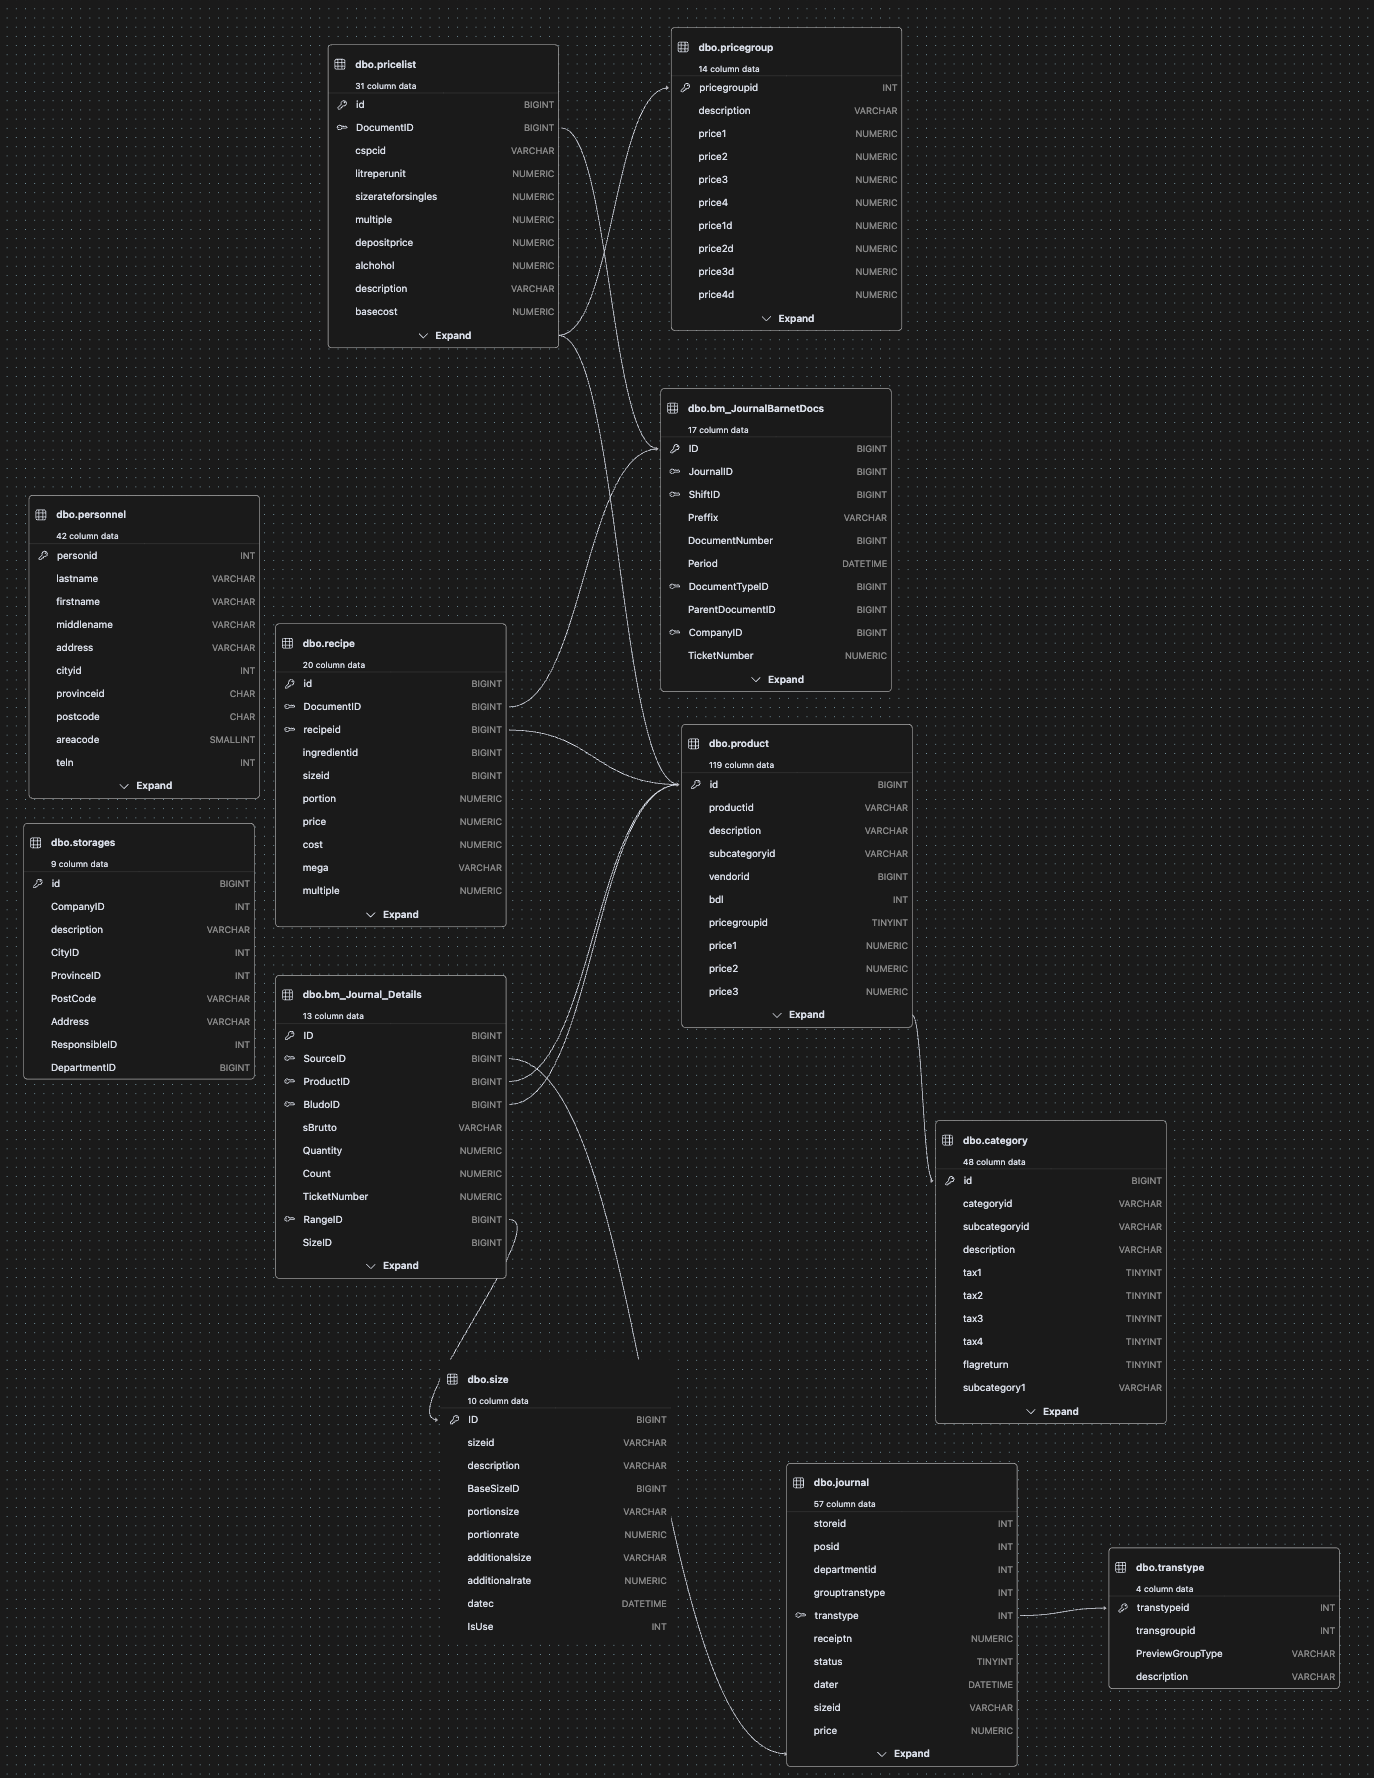 dbo.pricelist
31 column data
id BIGINT
DocumentID BIGINT
cspcid VARCHAR
litreperunit NUMERIC
sizerateforsingles NUMERIC
multiple NUMERIC
depositprice NUMERIC
alchohol NUMERIC
description VARCHAR
basecost NUMERIC
Expand
dbo.pricegroup
14 column data
pricegroupid INT
description VARCHAR
price1 NUMERIC
price2 NUMERIC
price3 NUMERIC
price4 NUMERIC
price1d NUMERIC
price2d NUMERIC
price3d NUMERIC
price4d NUMERIC
Expand
dbo.bm_JournalBarnetDocs
17 column data
ID BIGINT
JournalID BIGINT
ShiftID BIGINT
Preffix VARCHAR
DocumentNumber BIGINT
Period DATETIME
DocumentTypeID BIGINT
ParentDocumentID BIGINT
CompanyID BIGINT
TicketNumber NUMERIC
Expand
dbo.personnel
42 column data
personid INT
lastname VARCHAR
firstname VARCHAR
middlename VARCHAR
address VARCHAR
cityid INT
provinceid CHAR
postcode CHAR
areacode SMALLINT
teln INT
Expand
dbo.recipe
20 column data
id BIGINT
DocumentID BIGINT
recipeid BIGINT
ingredientid BIGINT
sizeid BIGINT
portion NUMERIC
price NUMERIC
cost NUMERIC
mega VARCHAR
multiple NUMERIC
Expand
dbo.product
119 column data
id BIGINT
productid VARCHAR
description VARCHAR
subcategoryid VARCHAR
vendorid BIGINT
bdl INT
pricegroupid TINYINT
price1 NUMERIC
price2 NUMERIC
price3 NUMERIC
Expand
dbo.storages
9 column data
id BIGINT
CompanyID INT
description VARCHAR
CityID INT
ProvinceID INT
PostCode VARCHAR
Address VARCHAR
ResponsibleID INT
DepartmentID BIGINT
dbo.bm_Journal_Details
13 column data
ID BIGINT
SourceID BIGINT
ProductID BIGINT
BludoID BIGINT
sBrutto VARCHAR
Quantity NUMERIC
Count NUMERIC
TicketNumber NUMERIC
RangeID BIGINT
SizeID BIGINT
Expand
dbo.category
48 column data
id BIGINT
categoryid VARCHAR
subcategoryid VARCHAR
description VARCHAR
tax1 TINYINT
tax2 TINYINT
tax3 TINYINT
tax4 TINYINT
flagreturn TINYINT
subcategory1 VARCHAR
Expand
dbo.size
10 column data
ID BIGINT
sizeid VARCHAR
description VARCHAR
BaseSizeID BIGINT
portionsize VARCHAR
portionrate NUMERIC
additionalsize VARCHAR
additionalrate NUMERIC
datec DATETIME
IsUse INT
dbo.journal
57 column data
storeid INT
posid INT
departmentid INT
grouptranstype INT
transtype INT
receiptn NUMERIC
status TINYINT
dater DATETIME
sizeid VARCHAR
price NUMERIC
Expand
dbo.transtype
4 column data
transtypeid INT
transgroupid INT
PreviewGroupType VARCHAR
description VARCHAR